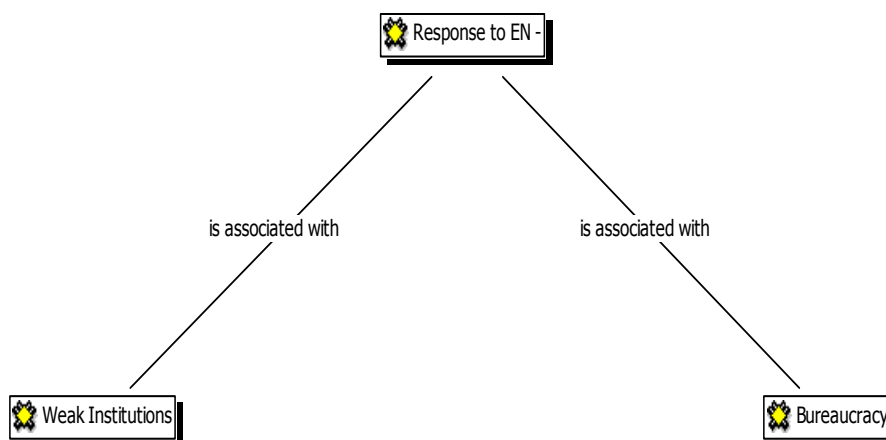 Response to EN -
is associated with
is associated with
Weak Institutions
Bureaucracy